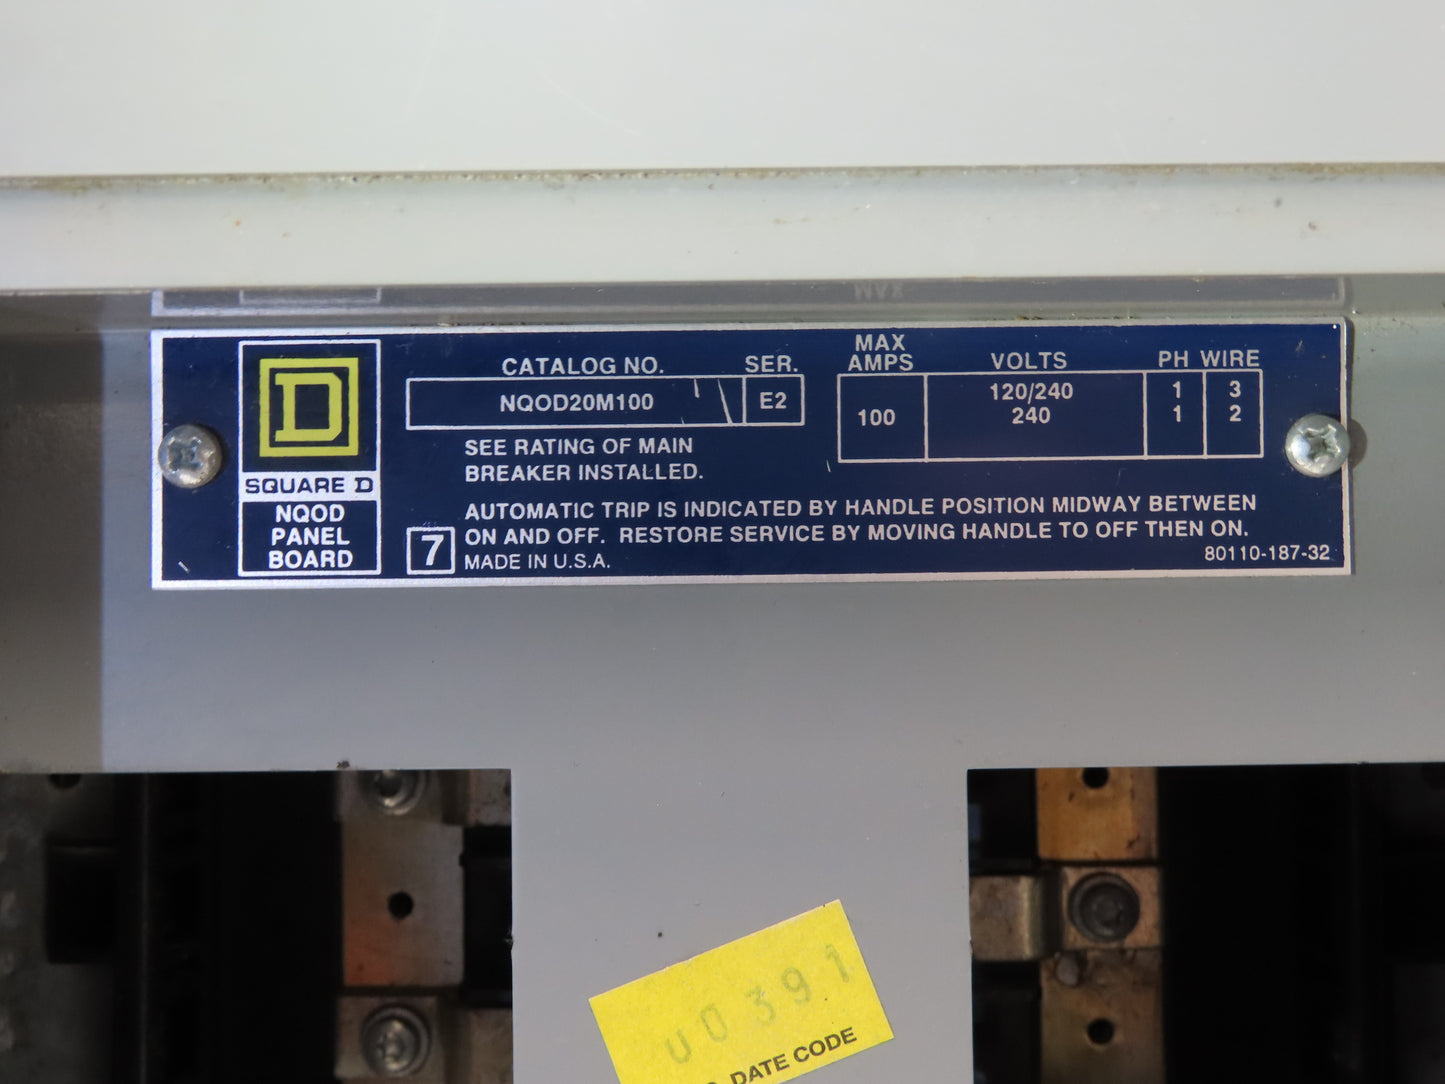 MAX
CATALOG NO. SER. AMPS VOLTS PH WIRE
NQOD20M100 E2 100 120/240 1 3
240 1 2
D
SQUARE D
NQOD
PANEL
BOARD
SEE RATING OF MAIN
BREAKER INSTALLED.
AUTOMATIC TRIP IS INDICATED BY HANDLE POSITION MIDWAY BETWEEN
ON AND OFF. RESTORE SERVICE BY MOVING HANDLE TO OFF THEN ON.
7 MADE IN U.S.A. 80110-187-32
U0391
DATE CODE